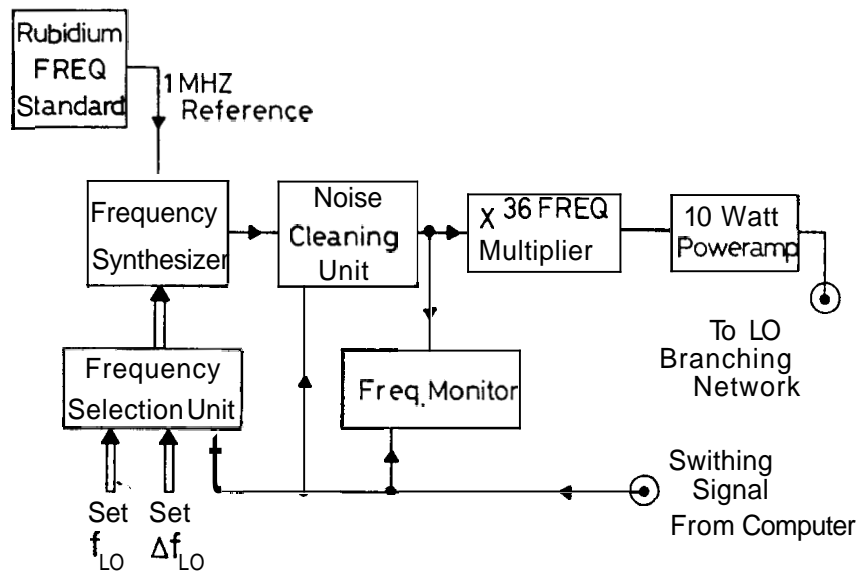 Rubidium
FREQ
Standard
1 MHZ
Reference
Frequency
Synthesizer
Noise
Cleaning
Unit
X 36 FREQ
Multiplier
10 Watt
Poweramp
To LO
Branching
Network
Frequency
Selection Unit
Freq. Monitor
Set
fLO
Set
ΔfLO
Swithing
Signal
From Computer